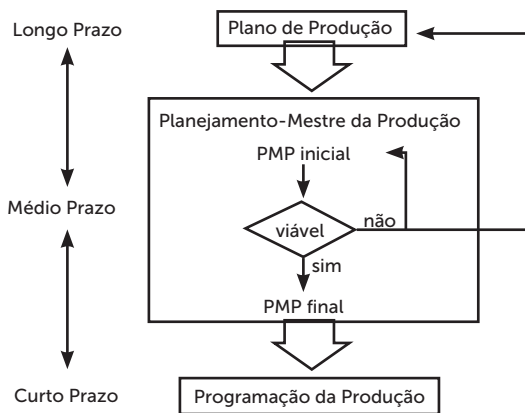 Longo Prazo
Plano de Produção
Planejamento-Mestre da Produção
PMP inicial
Médio Prazo
viável
não
sim
PMP final
Curto Prazo
Programação da Produção